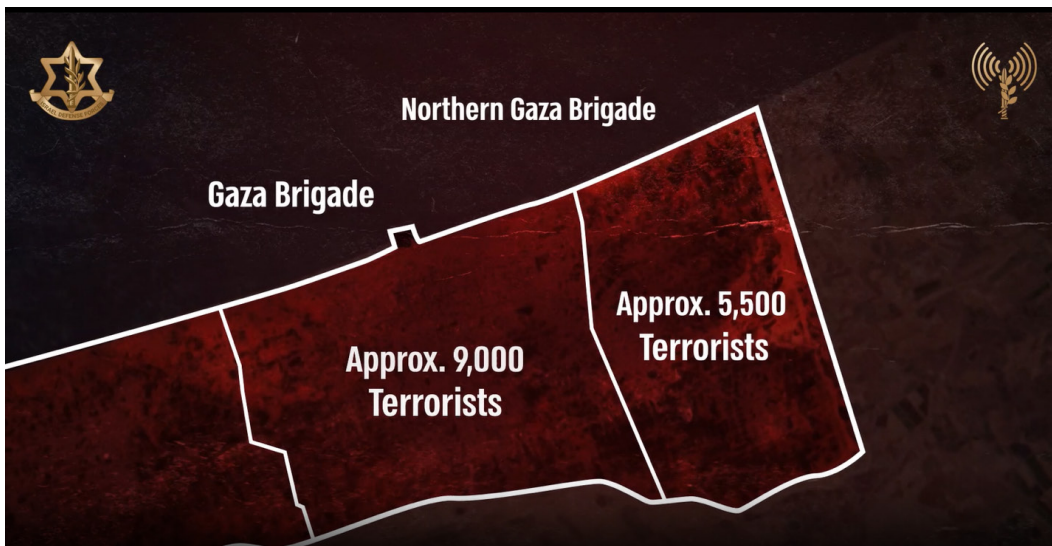 Northern Gaza Brigade
Gaza Brigade
Approx. 5,500
Terrorists
Approx. 9,000
Terrorists